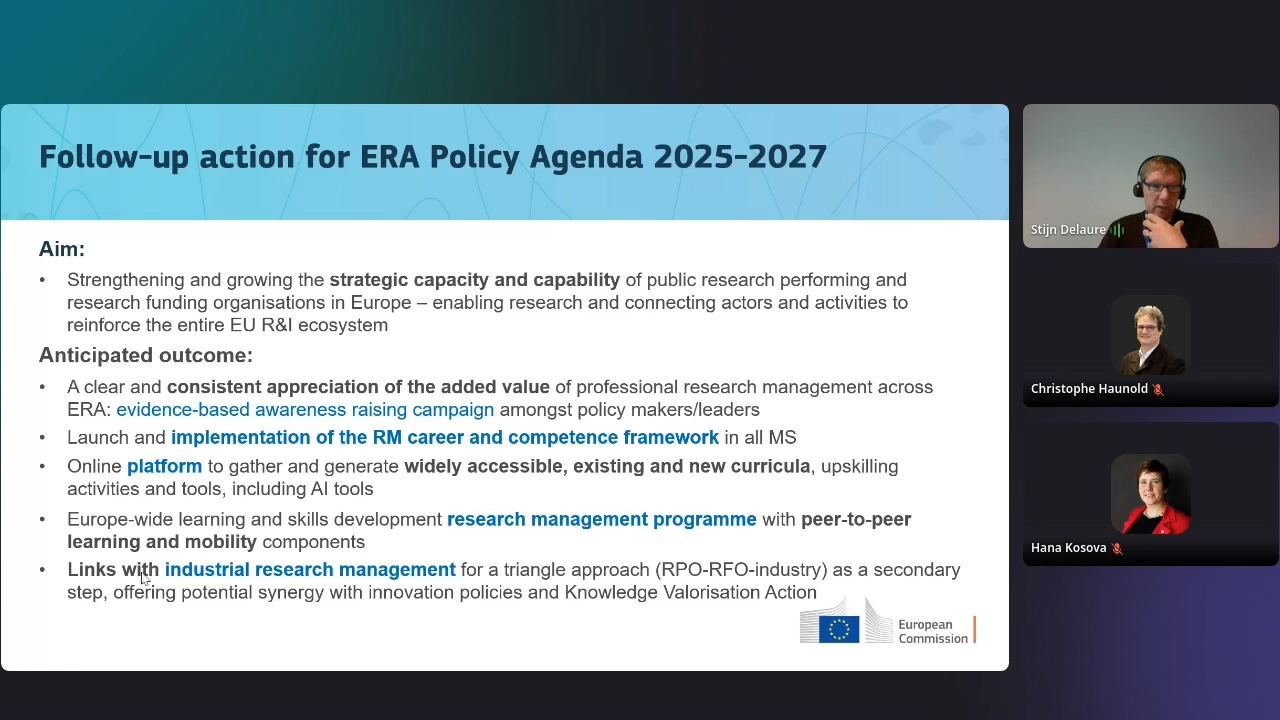 Follow-up action for ERA Policy Agenda 2025-2027
Aim:
• Strengthening and growing the strategic capacity and capability of public research performing and
research funding organisations in Europe – enabling research and connecting actors and activities to
reinforce the entire EU R&I ecosystem
Anticipated outcome:
• A clear and consistent appreciation of the added value of professional research management across
ERA: evidence-based awareness raising campaign amongst policy makers/leaders
• Launch and implementation of the RM career and competence framework in all MS
• Online platform to gather and generate widely accessible, existing and new curricula, upskilling
activities and tools, including AI tools
• Europe-wide learning and skills development research management programme with peer-to-peer
learning and mobility components
• Links with industrial research management for a triangle approach (RPO-RFO-industry) as a secondary
step, offering potential synergy with innovation policies and Knowledge Valorisation Action
European
Commission
Stijn Delaure
Christophe Haunold
Hana Kosova